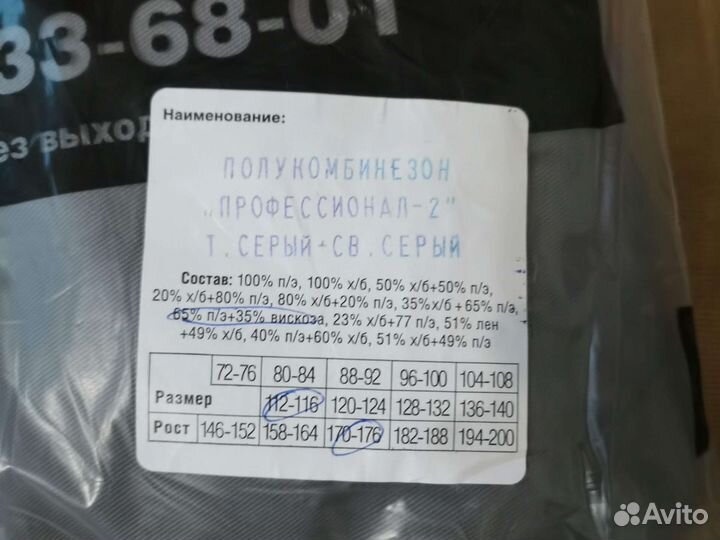 33-68-01
ез выход
Наименование:
ПОЛУКОМБИНЕЗОН
„ПРОФЕССИОНАЛ-2"
Т.СЕРЫЙ-СВ.СЕРЫЙ
Состав: 100% п/э, 100% х/б, 50% х/б+50% п/э,
20% х/б+80% п/э, 80% х/б+20% п/э, 35%х/б + 65% п/э,
65% п/э+35% вискоза, 23% х/б+77 п/э, 51% лен
+49% х/б, 40% п/э+60% х/б, 51% х/б+49% п/э
72-76 80-84 88-92 96-100 104-108
Размер 112-116 120-124 128-132 136-140
Рост 146-152 158-164 170-176 182-188 194-200
Avito